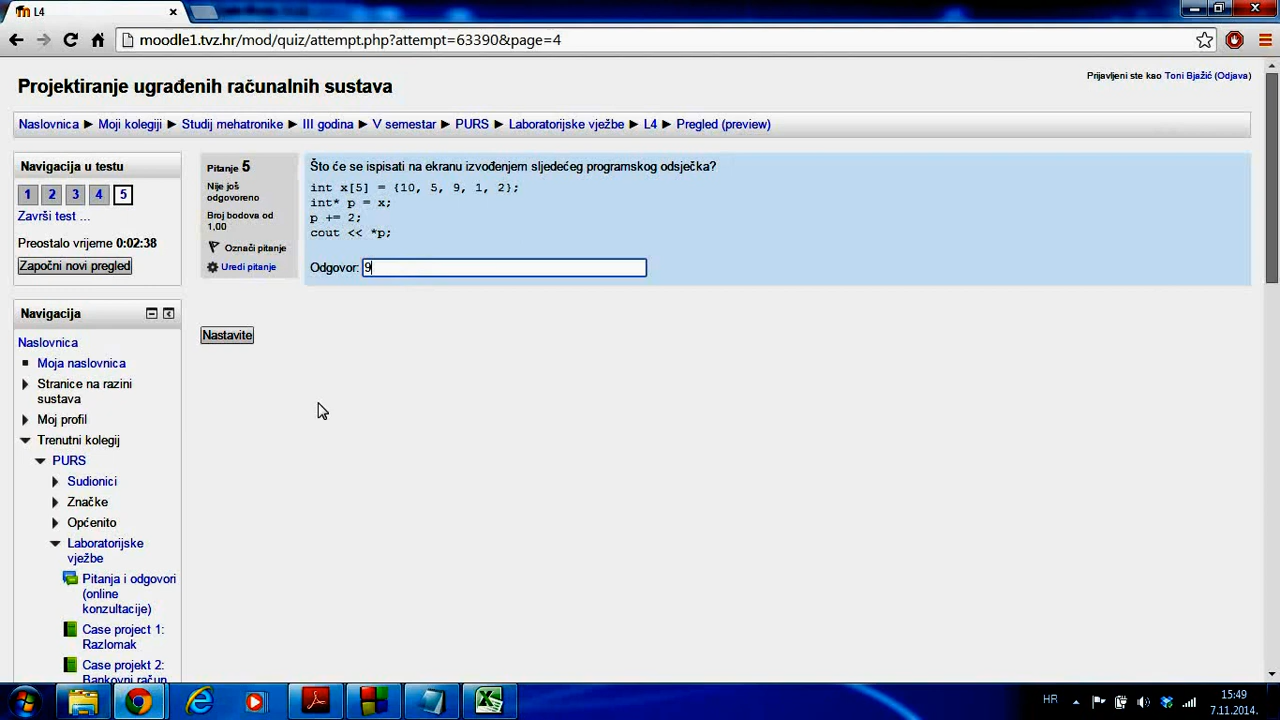 L4
moodle1.tvz.hr/mod/quiz/attempt.php?attempt=63390&page=4
Projektiranje ugrađenih računalnih sustava
Prijavljeni ste kao Toni Bjažić (Odjava)
Naslovnica ► Moji kolegiji ► Studij mehatronike ► III godina ► V semestar ► PURS ► Laboratorijske vježbe ► L4 ► Pregled (preview)
Navigacija u testu
1 2 3 4 5
Završi test ...
Preostalo vrijeme 0:02:38
Započni novi pregled
Pitanje 5
Nije još
odgovoreno
Broj bodova od
1,00
Označi pitanje
Uredi pitanje
Što će se ispisati na ekranu izvođenjem sljedećeg programskog odsječka?
int x[5] = {10, 5, 9, 1, 2};
int* p = x;
p += 2;
cout << *p;
Odgovor: 9
Nastavite
Navigacija
Naslovnica
Moja naslovnica
Stranice na razini
sustava
Moj profil
Trenutni kolegij
PURS
Sudionici
Značke
Općenito
Laboratorijske
vježbe
Pitanja i odgovori
(online
konzultacije)
Case project 1:
Razlomak
Case projekt 2:
Bankovni račun
HR
15:49
7.11.2014.